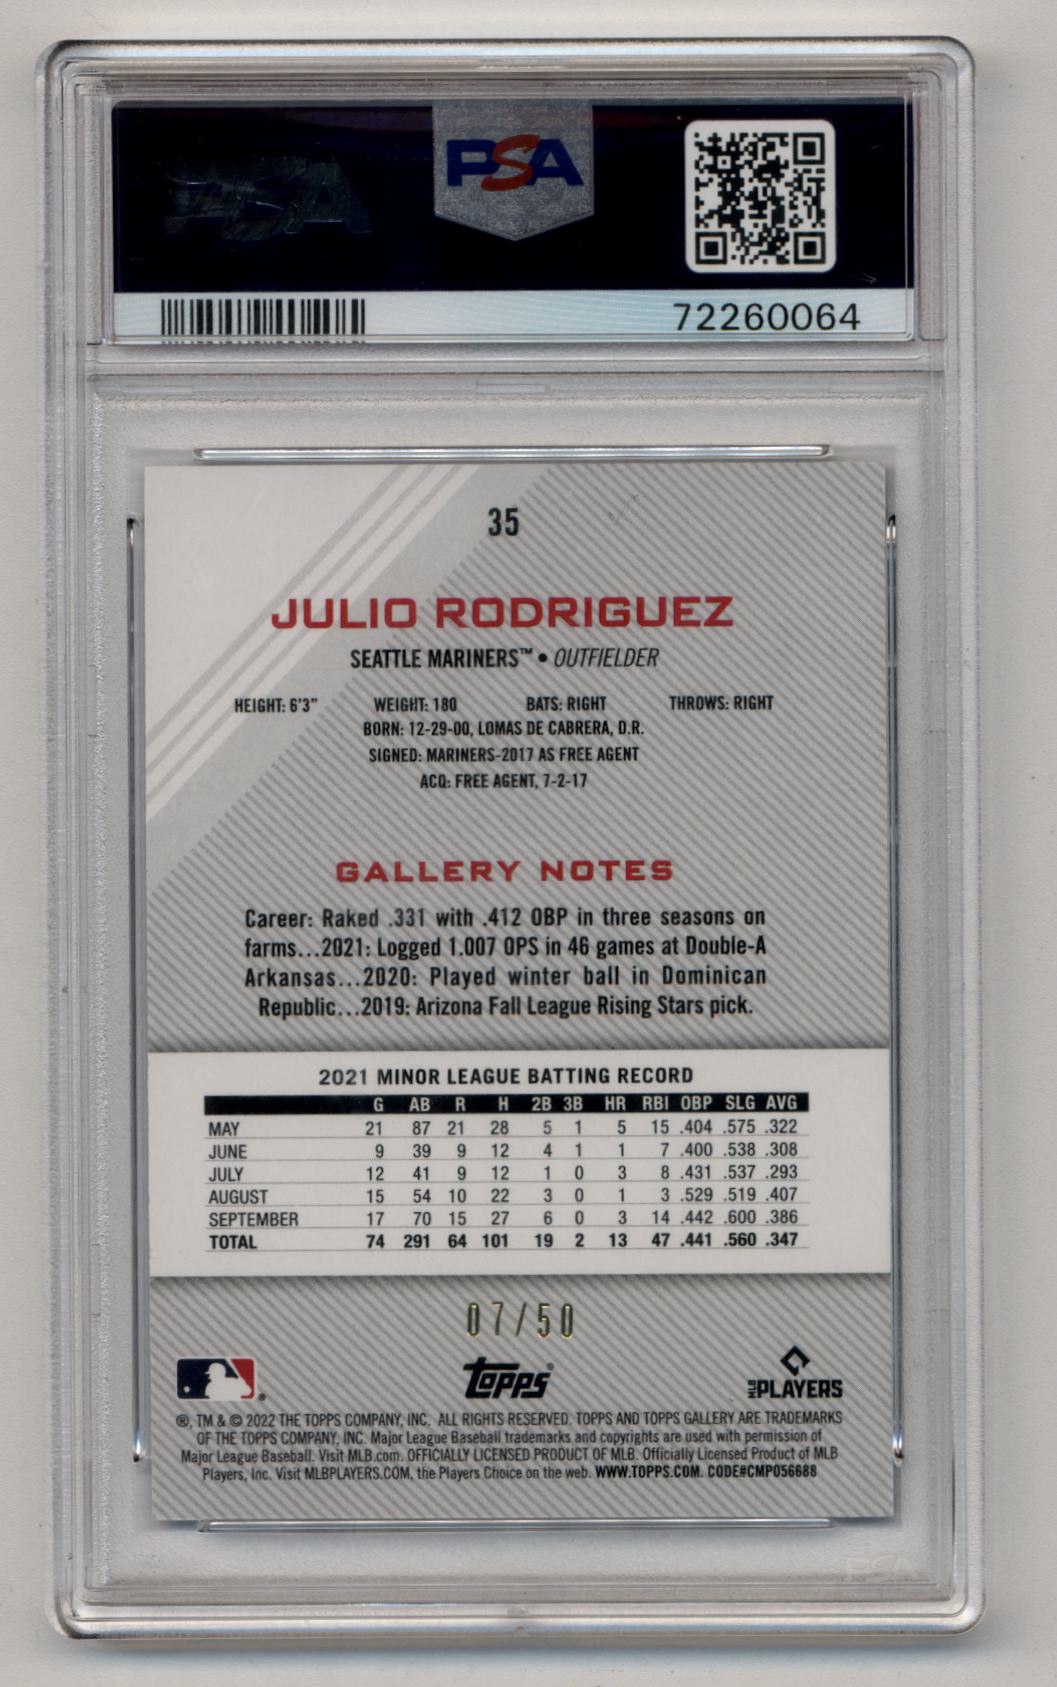 PSA
PSA
72260064
35
JULIO RODRIGUEZ
SEATTLE MARINERS™ • OUTFIELDER
HEIGHT: 6'3" WEIGHT: 180 BATS: RIGHT THROWS: RIGHT
BORN: 12-29-00, LOMAS DE CABRERA, D.R.
SIGNED: MARINERS-2017 AS FREE AGENT
ACQ: FREE AGENT, 7-2-17
GALLERY NOTES
Career: Raked .331 with .412 OBP in three seasons on
farms...2021: Logged 1.007 OPS in 46 games at Double-A
Arkansas...2020: Played winter ball in Dominican
Republic...2019: Arizona Fall League Rising Stars pick.
2021 MINOR LEAGUE BATTING RECORD
G AB R H 2B 3B HR RBI OBP SLG AVG
MAY 21 87 21 28 5 1 5 15 .404 .575 .322
JUNE 9 39 9 12 4 1 1 7 .400 .538 .308
JULY 12 41 9 12 1 0 3 8 .431 .537 .293
AUGUST 15 54 10 22 3 0 1 3 .529 .519 .407
SEPTEMBER 17 70 15 27 6 0 3 14 .442 .600 .386
TOTAL 74 291 64 101 19 2 13 47 .441 .560 .347
07/50
® Topps® MLB PLAYERS
®, TM & © 2022 THE TOPPS COMPANY, INC. ALL RIGHTS RESERVED. TOPPS AND TOPPS GALLERY ARE TRADEMARKS
OF THE TOPPS COMPANY, INC. Major League Baseball trademarks and copyrights are used with permission of
Major League Baseball. Visit MLB.com. OFFICIALLY LICENSED PRODUCT OF MLB. Officially Licensed Product of MLB
Players, Inc. Visit MLBPLAYERS.COM, the Players Choice on the web. WWW.TOPPS.COM. CODE#CMP056688
PSA